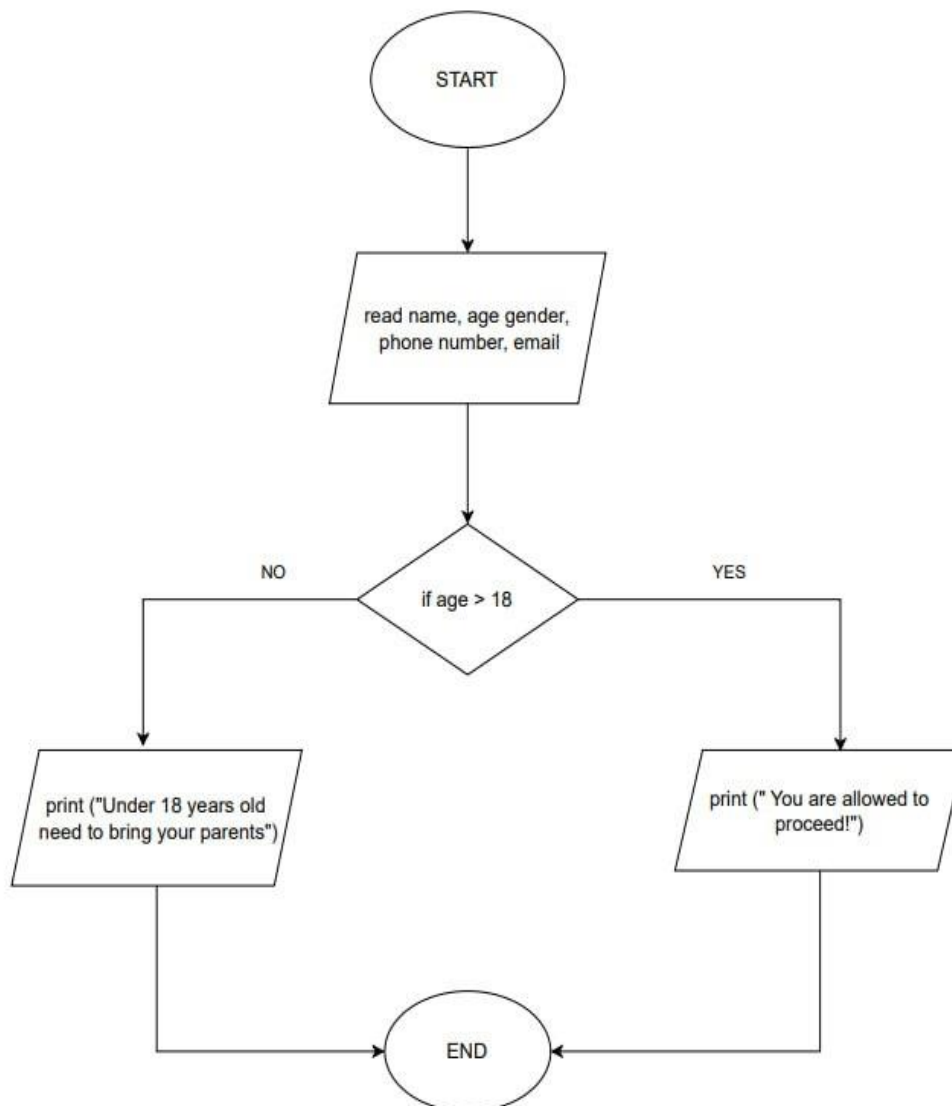 START
read name, age gender,
phone number, email
NO
YES
if age > 18
print ("Under 18 years old
need to bring your parents")
print (" You are allowed to
proceed!")
END